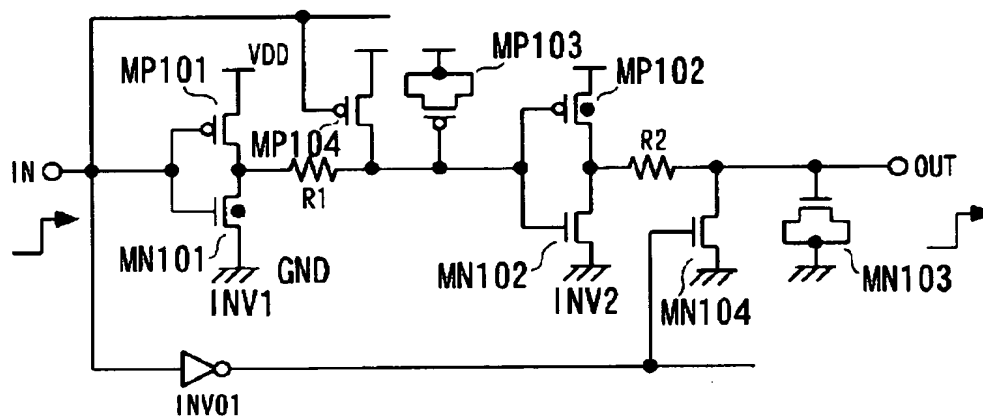 MP103
VDD
MP101
MP102
MP104
R2
IN
OUT
R1
MN101
GND
MN102
MN103
INV1
INV2
MN104
INV01